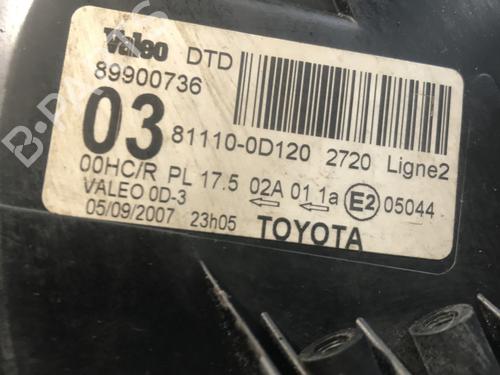 Valeo DTD
89900736
03 81110-0D120 2720 Ligne2
00HC/R PL 17.5 02A 01 1a E2 05044
VALEO 0D-3
05/09/2007 23h05 TOYOTA